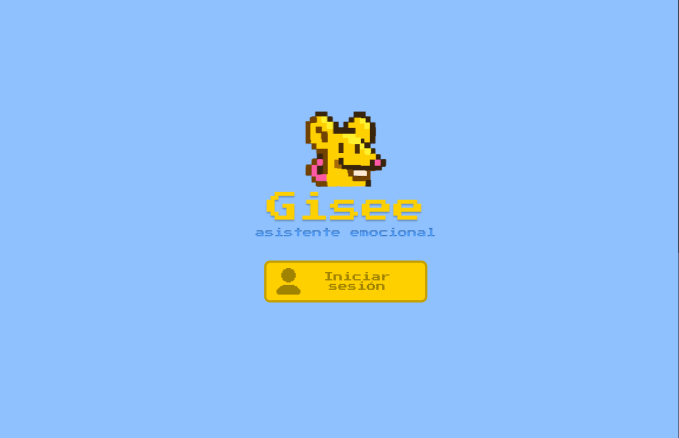 Gisee
asistente emocional
Iniciar
sesión